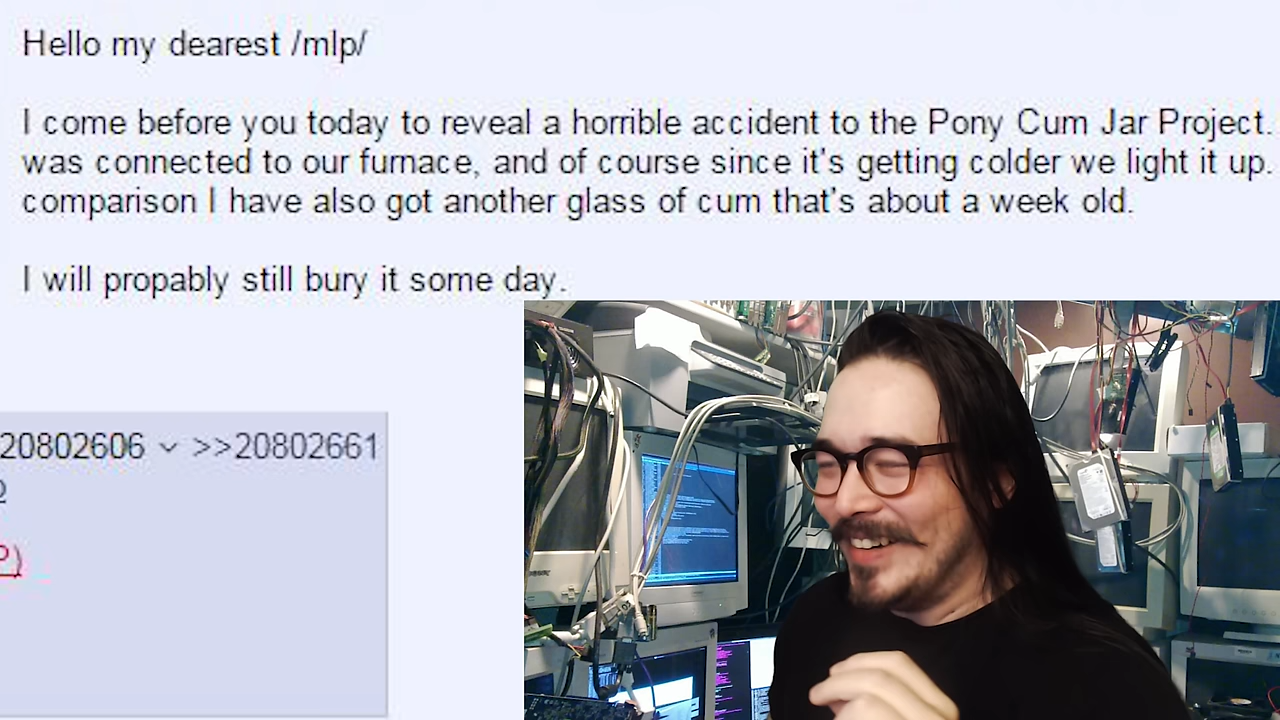 Hello my dearest /mlp/
I come before you today to reveal a horrible accident to the Pony Cum Jar Project.
was connected to our furnace, and of course since it's getting colder we light it up.
comparison I have also got another glass of cum that's about a week old.
I will propably still bury it some day.
20802606 >>20802661
P)